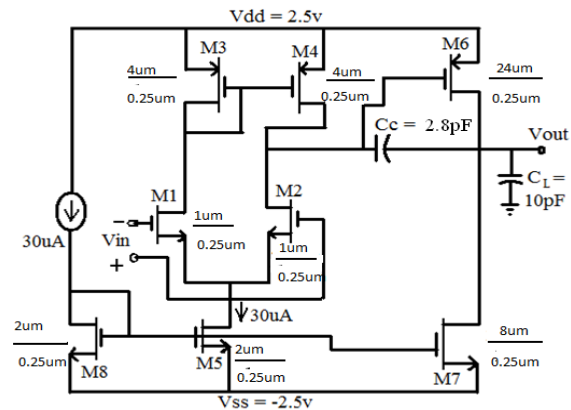 Vdd = 2.5v
M3
M4
M6
4um
0.25um
4um
0.25um
24um
0.25um
Cc = 2.8pF
Vout
CL =
10pF
M1
M2
1um
0.25um
1um
0.25um
30uA
Vin
−
+
30uA
2um
0.25um
M8
M5
2um
0.25um
M7
8um
0.25um
Vss = -2.5v